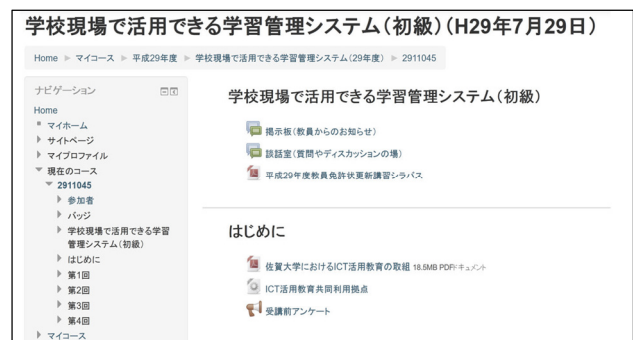 学校現場で活用できる学習管理システム(初級)(H29年7月29日)
Home ▶ マイコース ▶ 平成29年度 ▶ 学校現場で活用できる学習管理システム(29年度) ▶ 2911045
ナビゲーション
Home
マイホーム
サイトページ
マイプロファイル
現在のコース
2911045
参加者
バッジ
学校現場で活用できる学習
管理システム(初級)
はじめに
第1回
第2回
第3回
第4回
マイコース
学校現場で活用できる学習管理システム(初級)
掲示板(教員からのお知らせ)
談話室(質問やディスカッションの場)
平成29年度教員免許状更新講習シラバス
はじめに
佐賀大学におけるICT活用教育の取組 18.5MB PDFドキュメント
ICT活用教育共同利用拠点
受講前アンケート